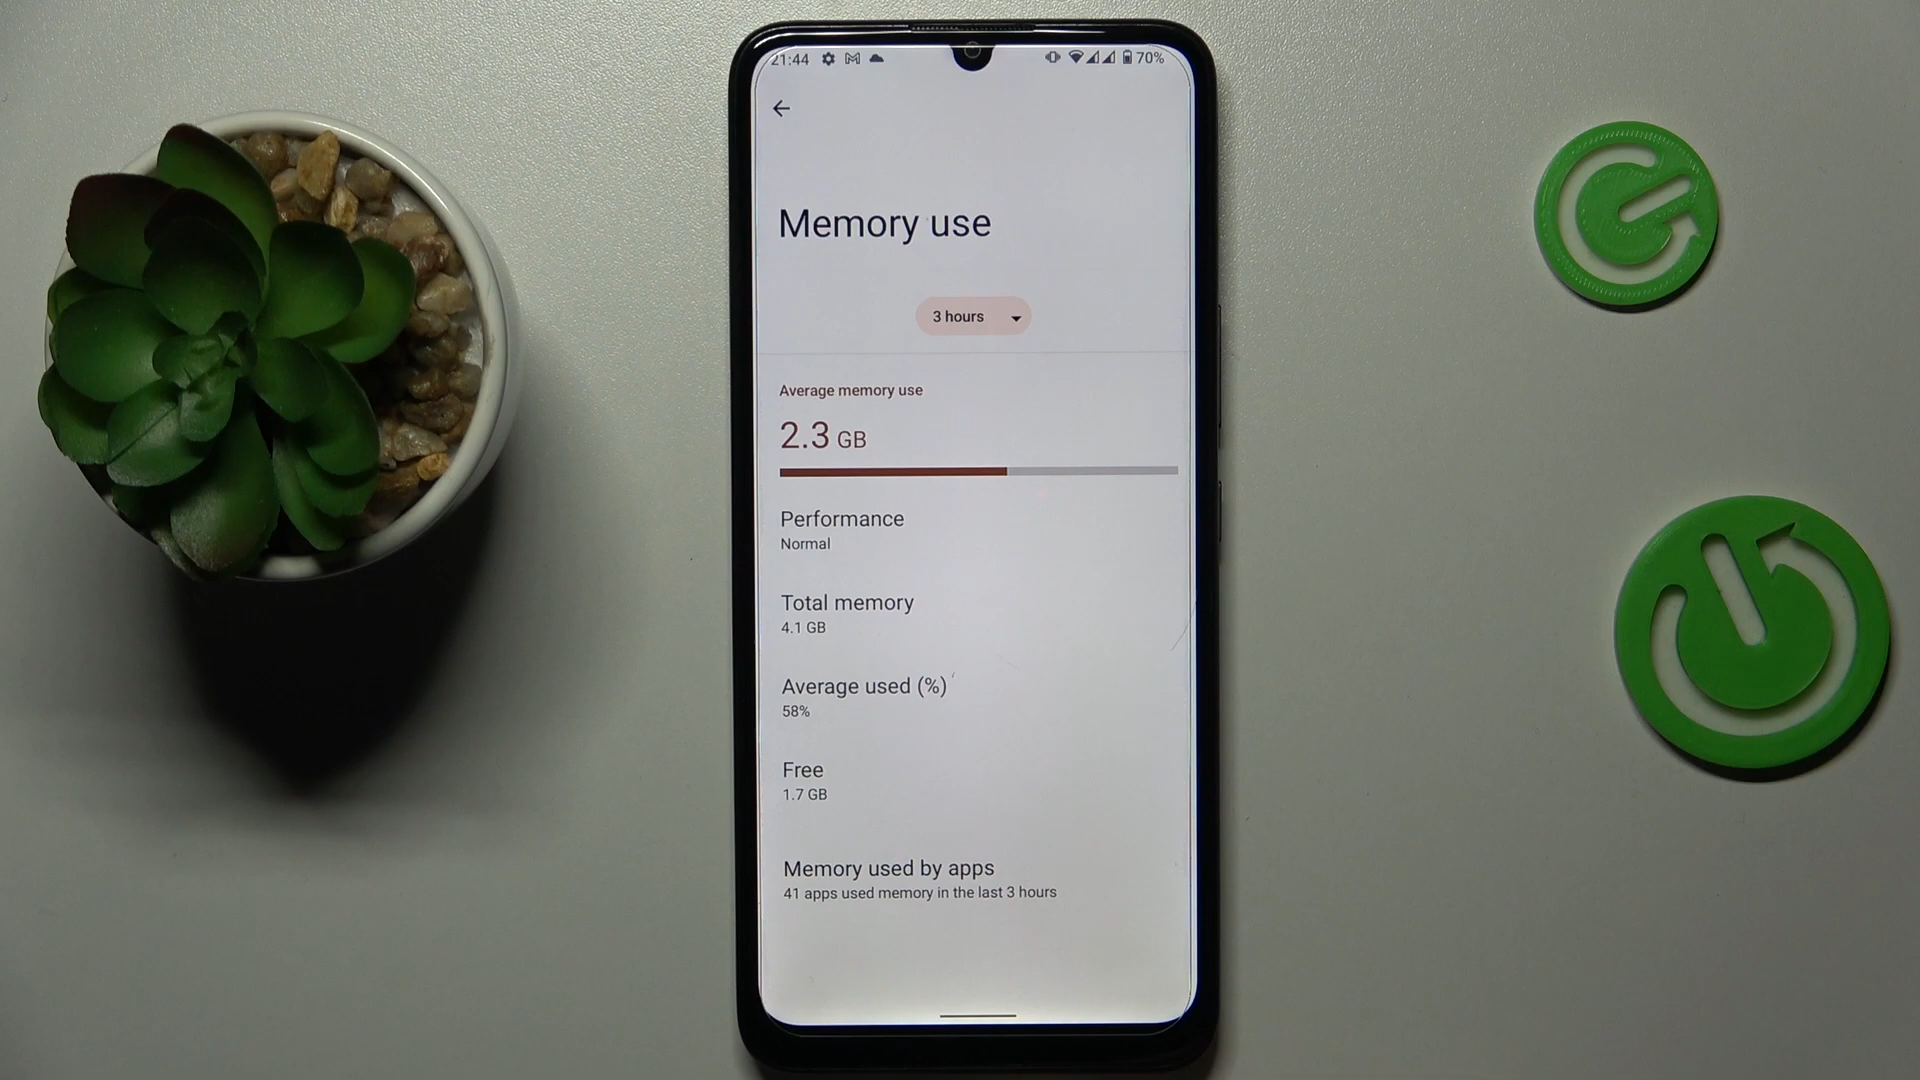 21:44 70%
Memory use
3 hours
Average memory use
2.3 GB
Performance
Normal
Total memory
4.1 GB
Average used (%)
58%
Free
1.7 GB
Memory used by apps
41 apps used memory in the last 3 hours